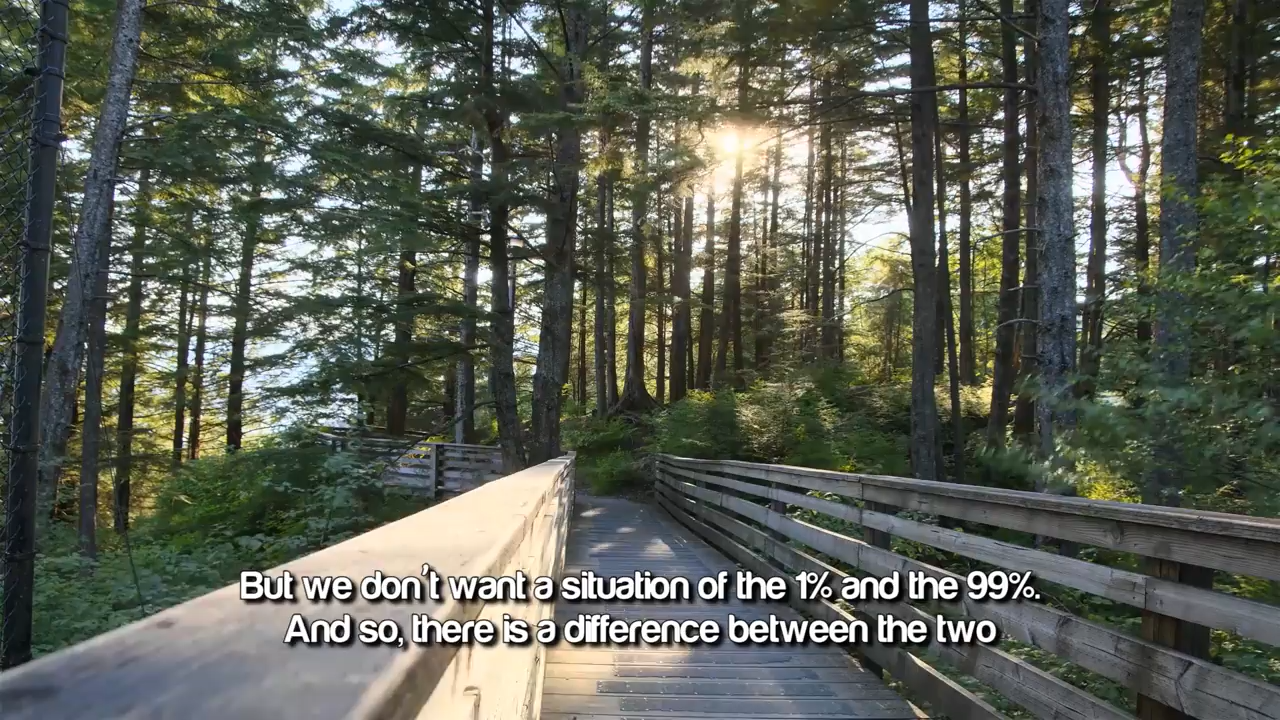 But we don't want a situation of the 1% and the 99%.
And so, there is a difference between the two